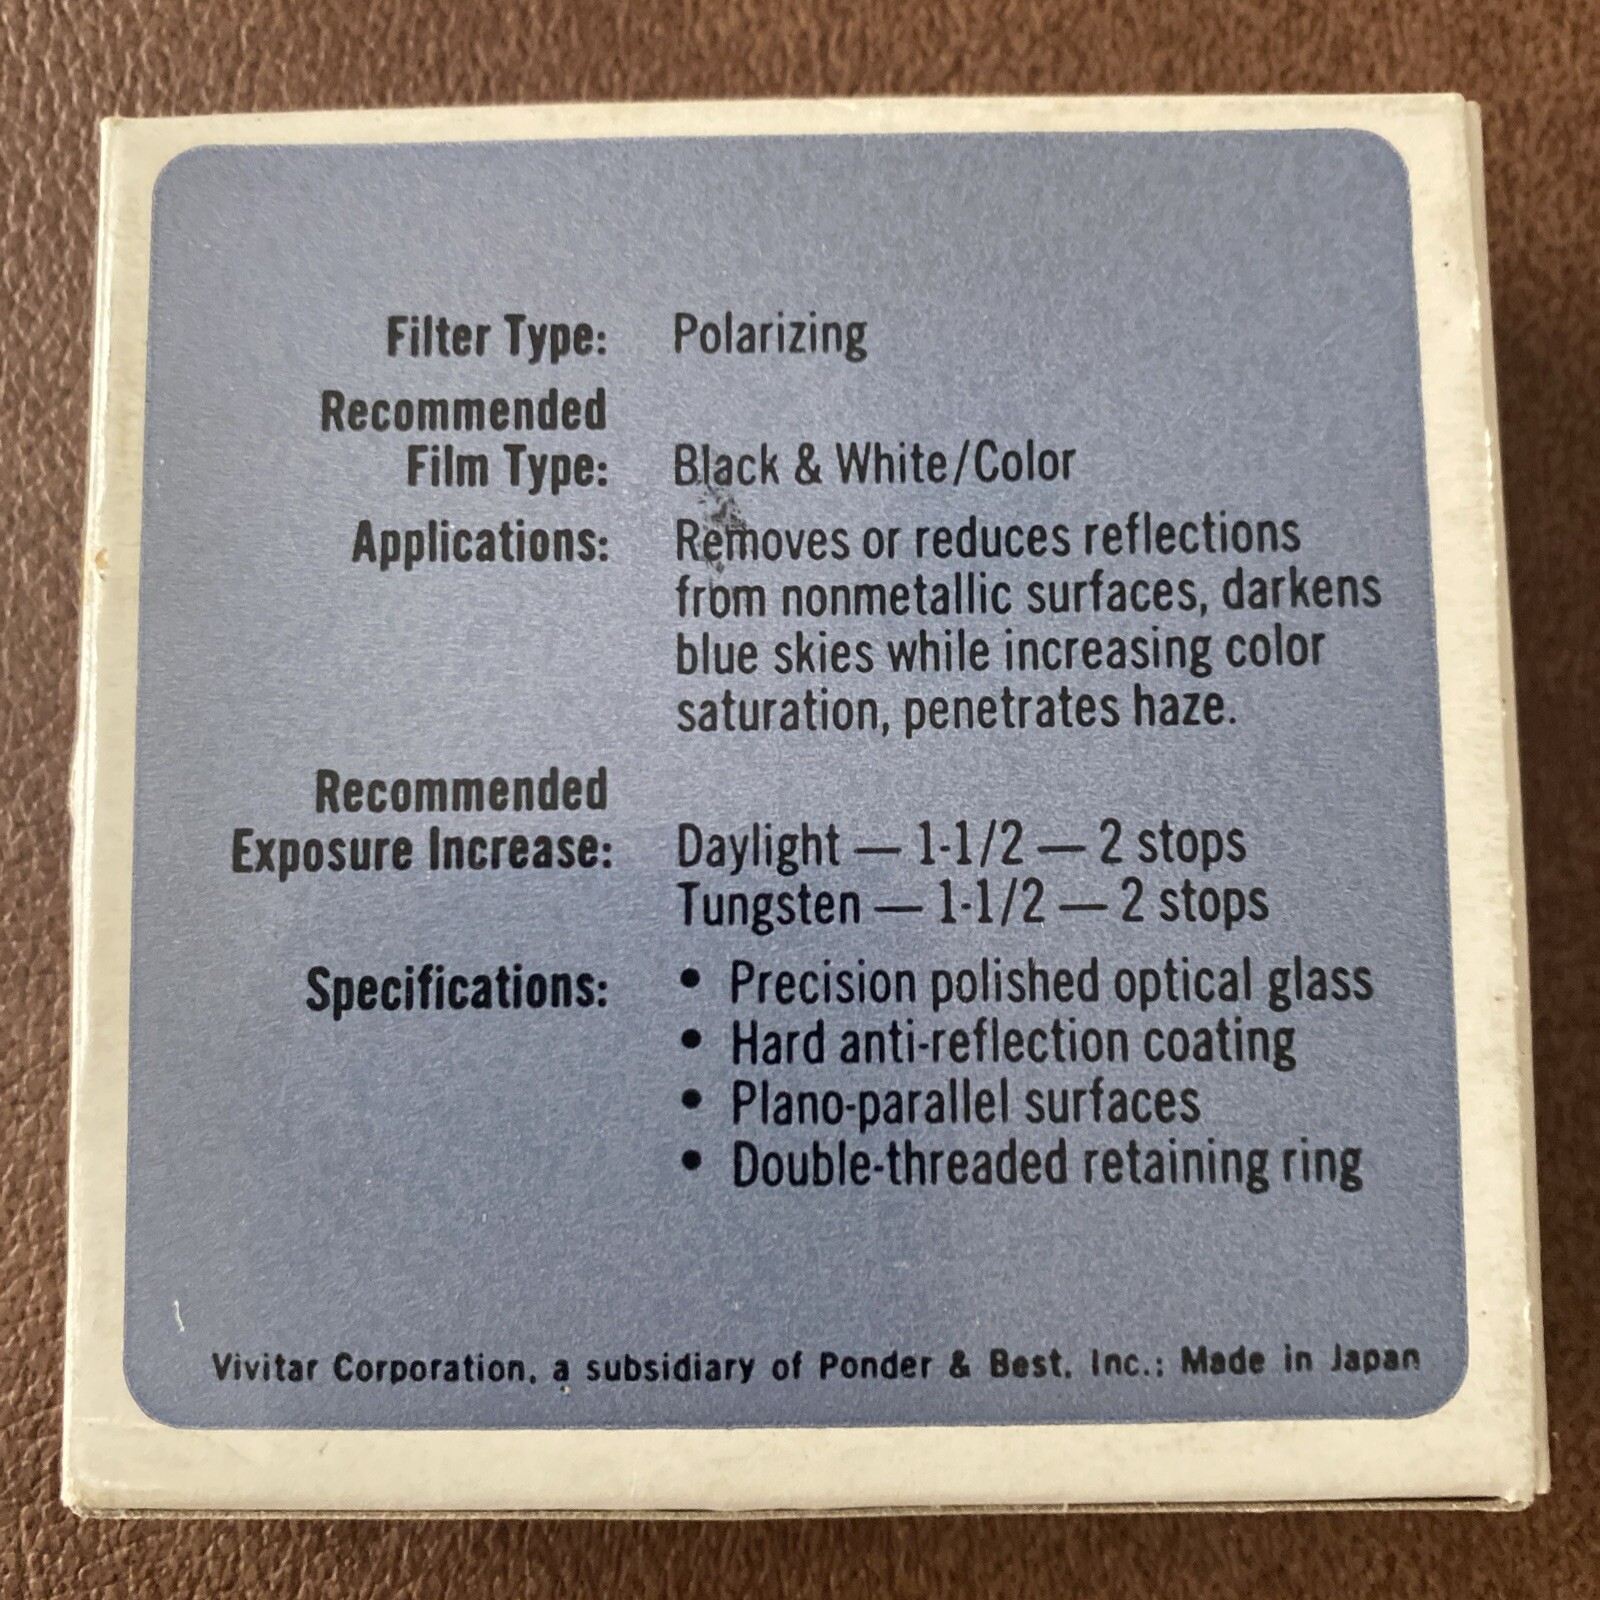 Filter Type: Polarizing
Recommended
Film Type: Black & White/Color
Applications: Removes or reduces reflections
from nonmetallic surfaces, darkens
blue skies while increasing color
saturation, penetrates haze.
Recommended
Exposure Increase: Daylight — 1-1/2 — 2 stops
Tungsten — 1-1/2 — 2 stops
Specifications: • Precision polished optical glass
• Hard anti-reflection coating
• Plano-parallel surfaces
• Double-threaded retaining ring
Vivitar Corporation, a subsidiary of Ponder & Best, Inc.; Made in Japan